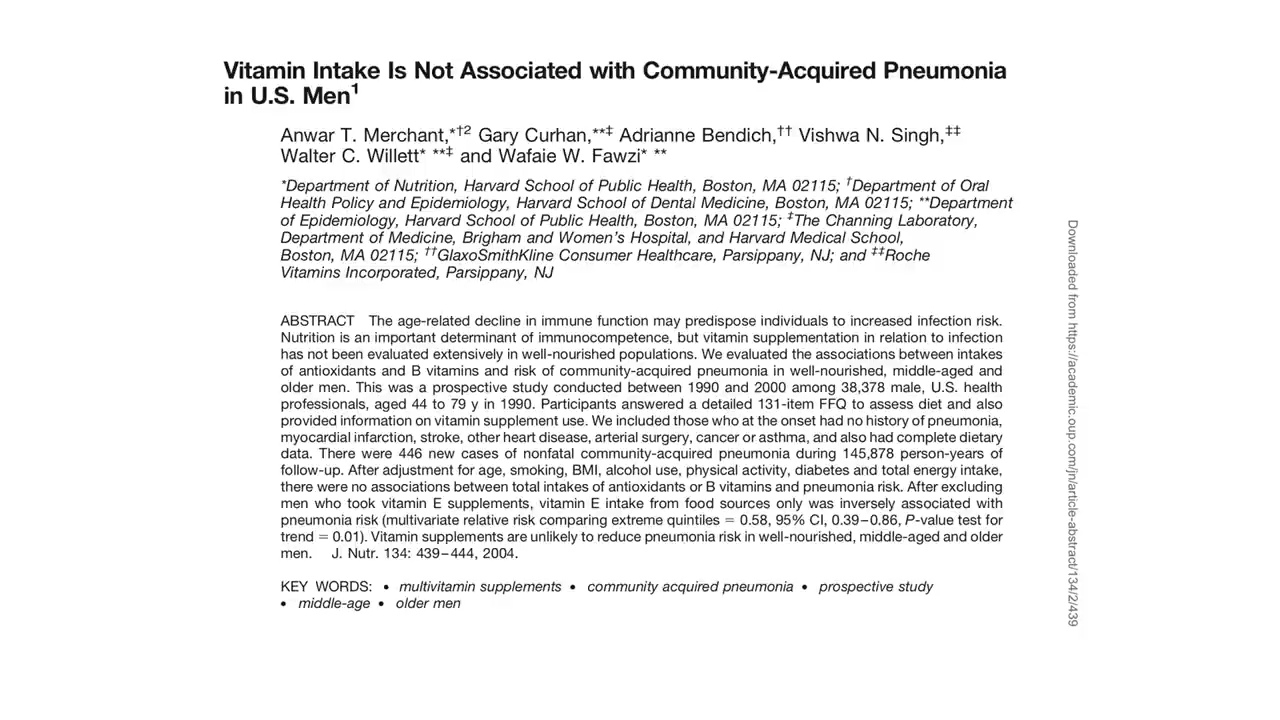 Vitamin Intake Is Not Associated with Community-Acquired Pneumonia
in U.S. Men¹
Anwar T. Merchant,*†² Gary Curhan,**‡ Adrianne Bendich,†† Vishwa N. Singh,‡‡
Walter C. Willett* **‡ and Wafaie W. Fawzi* **
*Department of Nutrition, Harvard School of Public Health, Boston, MA 02115; †Department of Oral
Health Policy and Epidemiology, Harvard School of Dental Medicine, Boston, MA 02115; **Department
of Epidemiology, Harvard School of Public Health, Boston, MA 02115; ‡The Channing Laboratory,
Department of Medicine, Brigham and Women's Hospital, and Harvard Medical School,
Boston, MA 02115; ††GlaxoSmithKline Consumer Healthcare, Parsippany, NJ; and ‡‡Roche
Vitamins Incorporated, Parsippany, NJ
ABSTRACT The age-related decline in immune function may predispose individuals to increased infection risk.
Nutrition is an important determinant of immunocompetence, but vitamin supplementation in relation to infection
has not been evaluated extensively in well-nourished populations. We evaluated the associations between intakes
of antioxidants and B vitamins and risk of community-acquired pneumonia in well-nourished, middle-aged and
older men. This was a prospective study conducted between 1990 and 2000 among 38,378 male, U.S. health
professionals, aged 44 to 79 y in 1990. Participants answered a detailed 131-item FFQ to assess diet and also
provided information on vitamin supplement use. We included those who at the onset had no history of pneumonia,
myocardial infarction, stroke, other heart disease, arterial surgery, cancer or asthma, and also had complete dietary
data. There were 446 new cases of nonfatal community-acquired pneumonia during 145,878 person-years of
follow-up. After adjustment for age, smoking, BMI, alcohol use, physical activity, diabetes and total energy intake,
there were no associations between total intakes of antioxidants or B vitamins and pneumonia risk. After excluding
men who took vitamin E supplements, vitamin E intake from food sources only was inversely associated with
pneumonia risk (multivariate relative risk comparing extreme quintiles = 0.58, 95% CI, 0.39–0.86, P-value test for
trend = 0.01). Vitamin supplements are unlikely to reduce pneumonia risk in well-nourished, middle-aged and older
men. J. Nutr. 134: 439–444, 2004.
KEY WORDS: • multivitamin supplements • community acquired pneumonia • prospective study
• middle-age • older men
Downloaded from https://academic.oup.com/jn/article-abstract/134/2/439